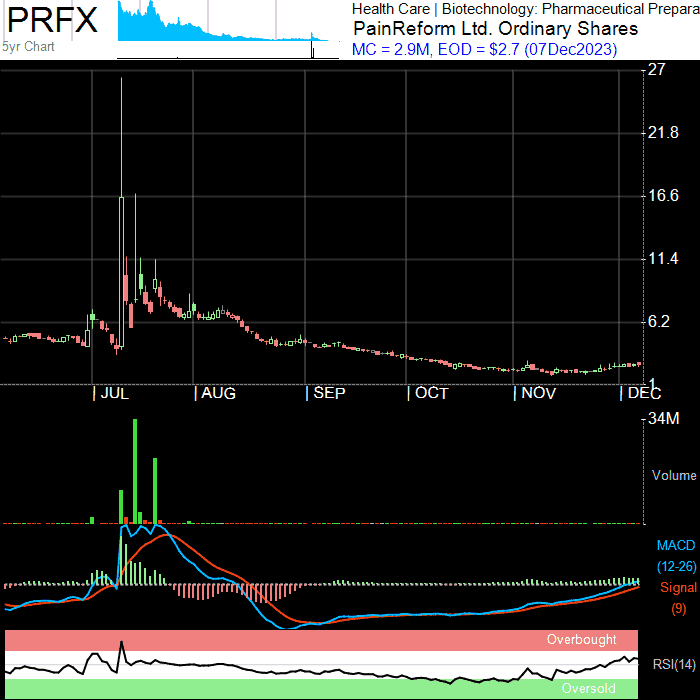 PRFX
5yr Chart
Health Care | Biotechnology: Pharmaceutical Prepara
PainReform Ltd. Ordinary Shares
MC = 2.9M, EOD = $2.7 (07Dec2023)
27
21.8
16.6
11.4
6.2
1
| JUL | AUG | SEP | OCT | NOV | DEC
34M
Volume
MACD
(12-26)
Signal
(9)
Overbought
RSI(14)
Oversold